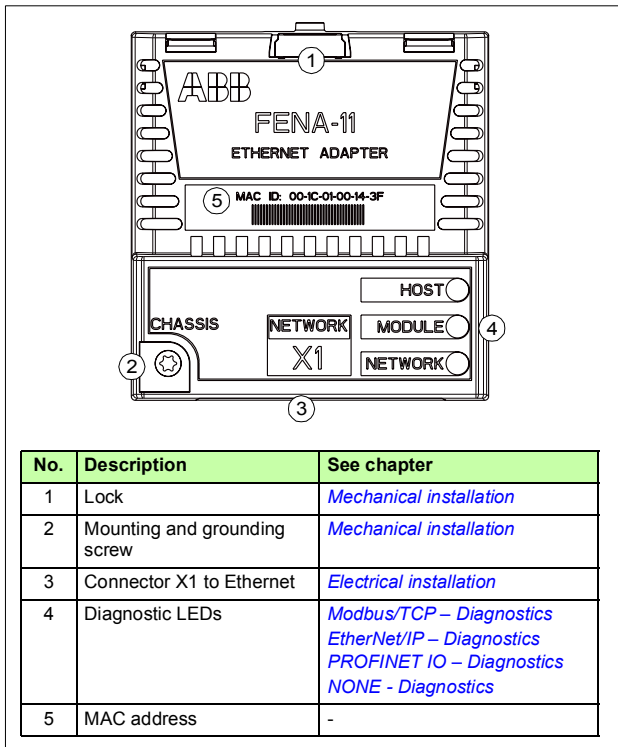 1
ABB
FENA-11
ETHERNET ADAPTER
5 MAC ID: 00-1C-01-00-14-3F
HOST
CHASSIS NETWORK MODULE 4
2 X1 NETWORK
3
No. Description See chapter
1 Lock Mechanical installation
2 Mounting and grounding screw Mechanical installation
3 Connector X1 to Ethernet Electrical installation
4 Diagnostic LEDs Modbus/TCP – Diagnostics
EtherNet/IP – Diagnostics
PROFINET IO – Diagnostics
NONE - Diagnostics
5 MAC address -